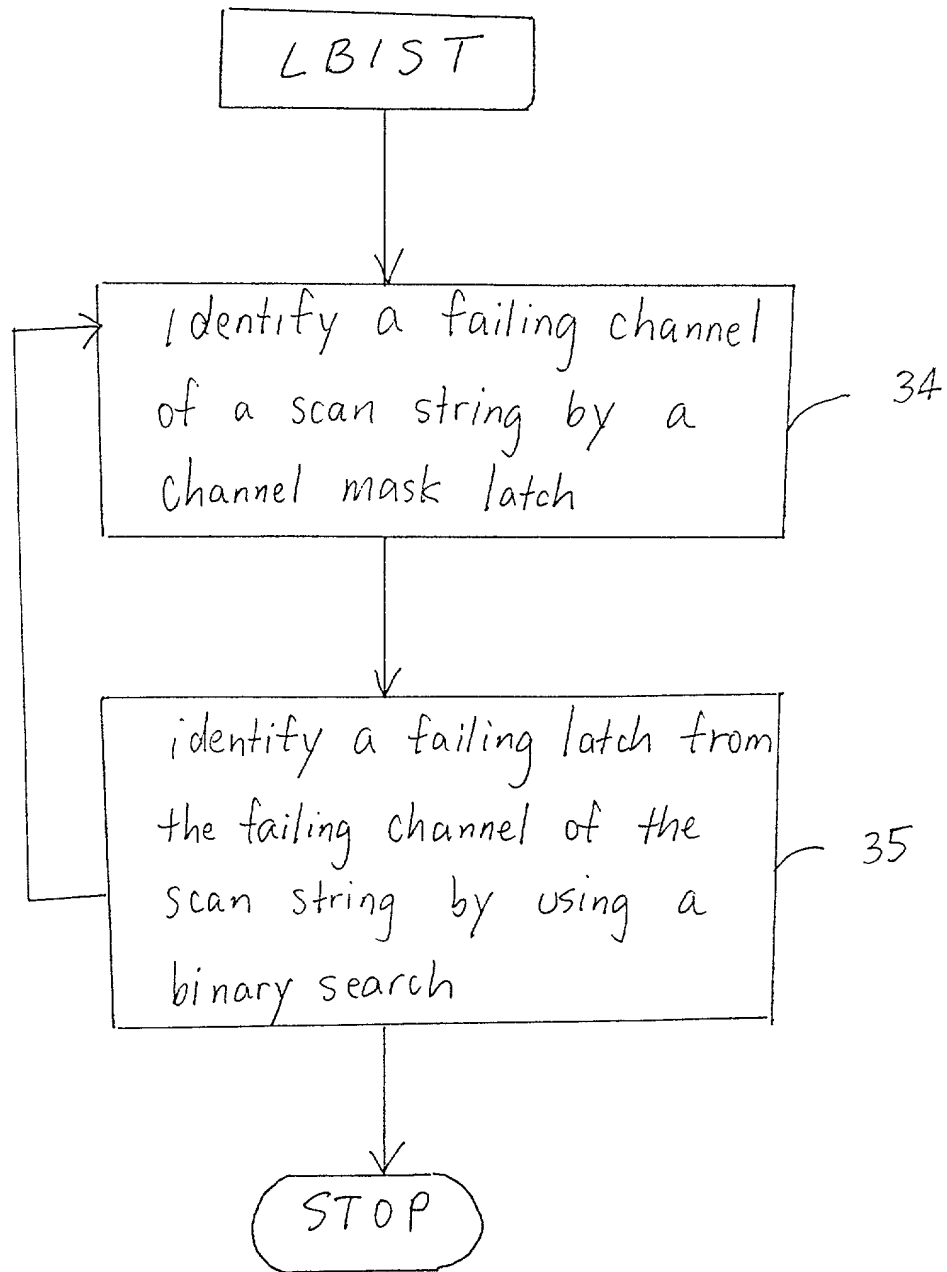 LBIST
identify a failing channel
of a scan string by a
channel mask latch
34
identify a failing latch from
the failing channel of the
scan string by using a
binary search
35
STOP